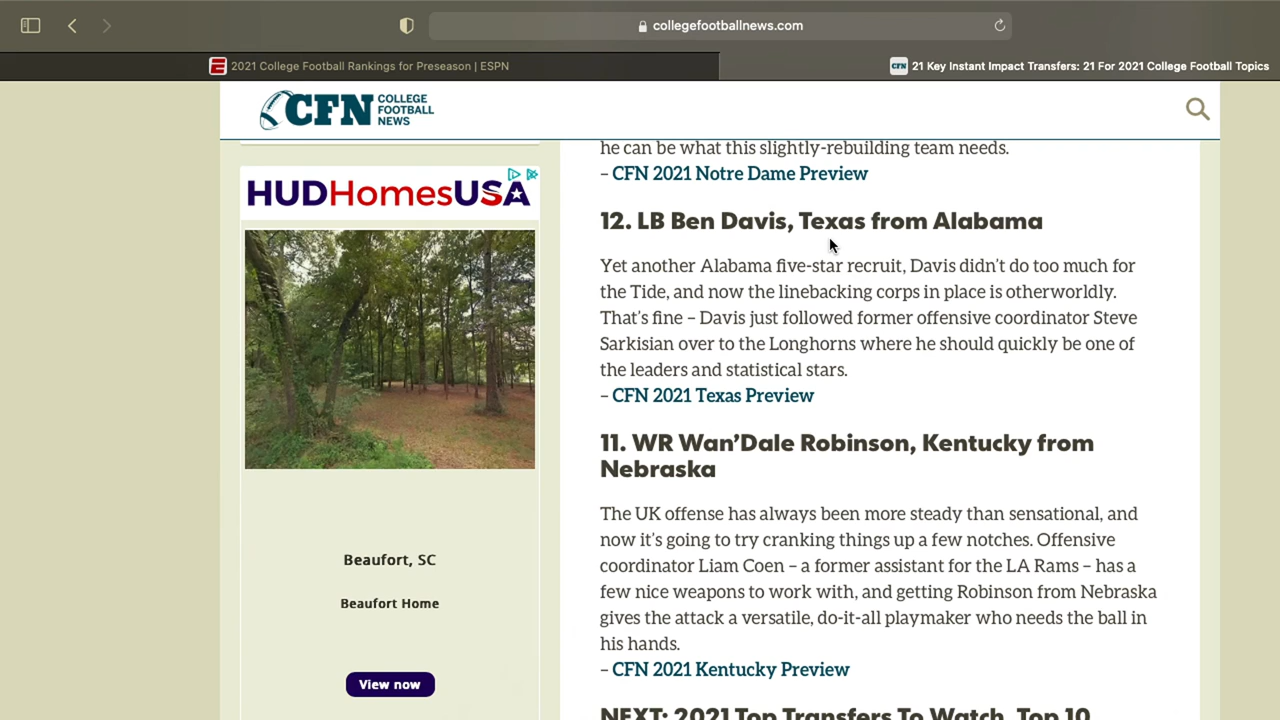 collegefootballnews.com
2021 College Football Rankings for Preseason | ESPN
21 Key Instant Impact Transfers: 21 For 2021 College Football Topics
CFN COLLEGE
FOOTBALL
NEWS
HUDHomesUSA
Beaufort, SC
Beaufort Home
View now
he can be what this slightly-rebuilding team needs.
– CFN 2021 Notre Dame Preview
12. LB Ben Davis, Texas from Alabama
Yet another Alabama five-star recruit, Davis didn’t do too much for
the Tide, and now the linebacking corps in place is otherworldly.
That’s fine – Davis just followed former offensive coordinator Steve
Sarkisian over to the Longhorns where he should quickly be one of
the leaders and statistical stars.
– CFN 2021 Texas Preview
11. WR Wan’Dale Robinson, Kentucky from
Nebraska
The UK offense has always been more steady than sensational, and
now it’s going to try cranking things up a few notches. Offensive
coordinator Liam Coen – a former assistant for the LA Rams – has a
few nice weapons to work with, and getting Robinson from Nebraska
gives the attack a versatile, do-it-all playmaker who needs the ball in
his hands.
– CFN 2021 Kentucky Preview
NEXT: 2021 Top Transfers To Watch, Top 10